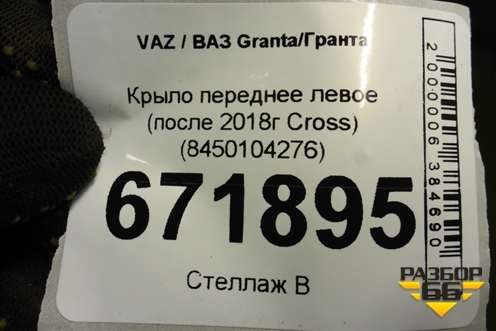 VAZ / ВАЗ Granta/Гранта
Крыло переднее левое
(после 2018г Cross)
(8450104276)
671895
Стеллаж В
2000006384690
РАЗБОР
66